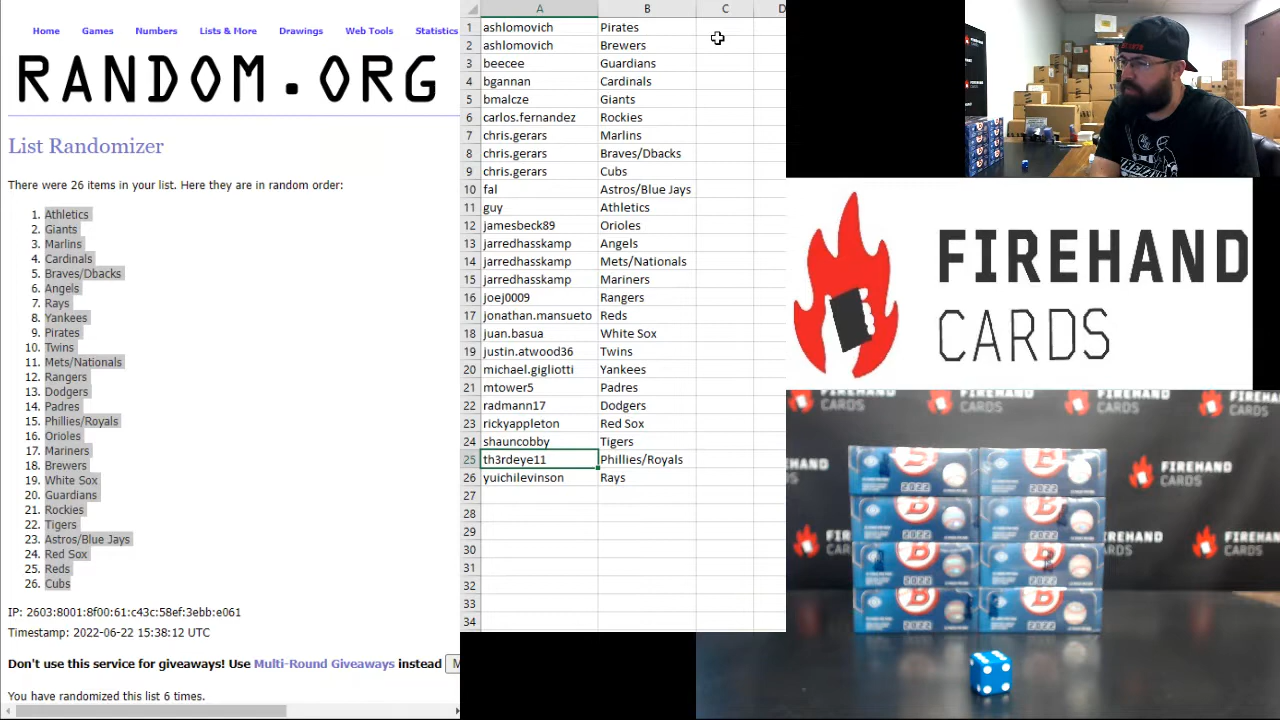 Home Games Numbers Lists & More Drawings Web Tools Statistics
RANDOM.ORG
List Randomizer
There were 26 items in your list. Here they are in random order:
1. Athletics
2. Giants
3. Marlins
4. Cardinals
5. Braves/Dbacks
6. Angels
7. Rays
8. Yankees
9. Pirates
10. Twins
11. Mets/Nationals
12. Rangers
13. Dodgers
14. Padres
15. Phillies/Royals
16. Orioles
17. Mariners
18. Brewers
19. White Sox
20. Guardians
21. Rockies
22. Tigers
23. Astros/Blue Jays
24. Red Sox
25. Reds
26. Cubs
IP: 2603:8001:8f00:61:c43c:58ef:3ebb:e061
Timestamp: 2022-06-22 15:38:12 UTC
Don't use this service for giveaways! Use Multi-Round Giveaways instead M
You have randomized this list 6 times.
A B C D
1 ashlomovich Pirates
2 ashlomovich Brewers
3 beecee Guardians
4 bgannan Cardinals
5 bmalcze Giants
6 carlos.fernandez Rockies
7 chris.gerars Marlins
8 chris.gerars Braves/Dbacks
9 chris.gerars Cubs
10 fal Astros/Blue Jays
11 guy Athletics
12 jamesbeck89 Orioles
13 jarredhasskamp Angels
14 jarredhasskamp Mets/Nationals
15 jarredhasskamp Mariners
16 joej0009 Rangers
17 jonathan.mansueto Reds
18 juan.basua White Sox
19 justin.atwood36 Twins
20 michael.gigliotti Yankees
21 mtower5 Padres
22 radmann17 Dodgers
23 rickyappleton Red Sox
24 shauncobby Tigers
25 th3rdeye11 Phillies/Royals
26 yuichilevinson Rays
27
28
29
30
31
32
33
34
FIREHAND
CARDS
FIREHAND
CARDS
2022
2022
2022
2022
2022
2022
2022
2022